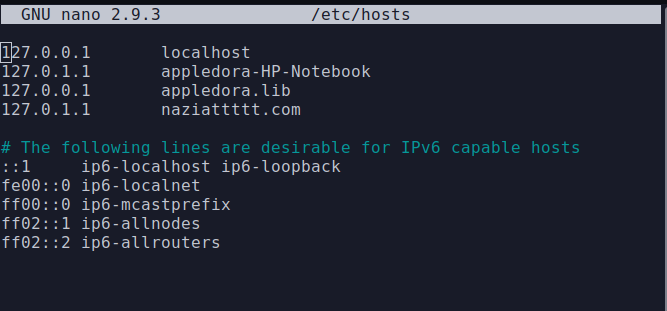 GNU nano 2.9.3 /etc/hosts
127.0.0.1 localhost
127.0.1.1 appledora-HP-Notebook
127.0.0.1 appledora.lib
127.0.1.1 naziattttt.com
# The following lines are desirable for IPv6 capable hosts
::1 ip6-localhost ip6-loopback
fe00::0 ip6-localnet
ff00::0 ip6-mcastprefix
ff02::1 ip6-allnodes
ff02::2 ip6-allrouters